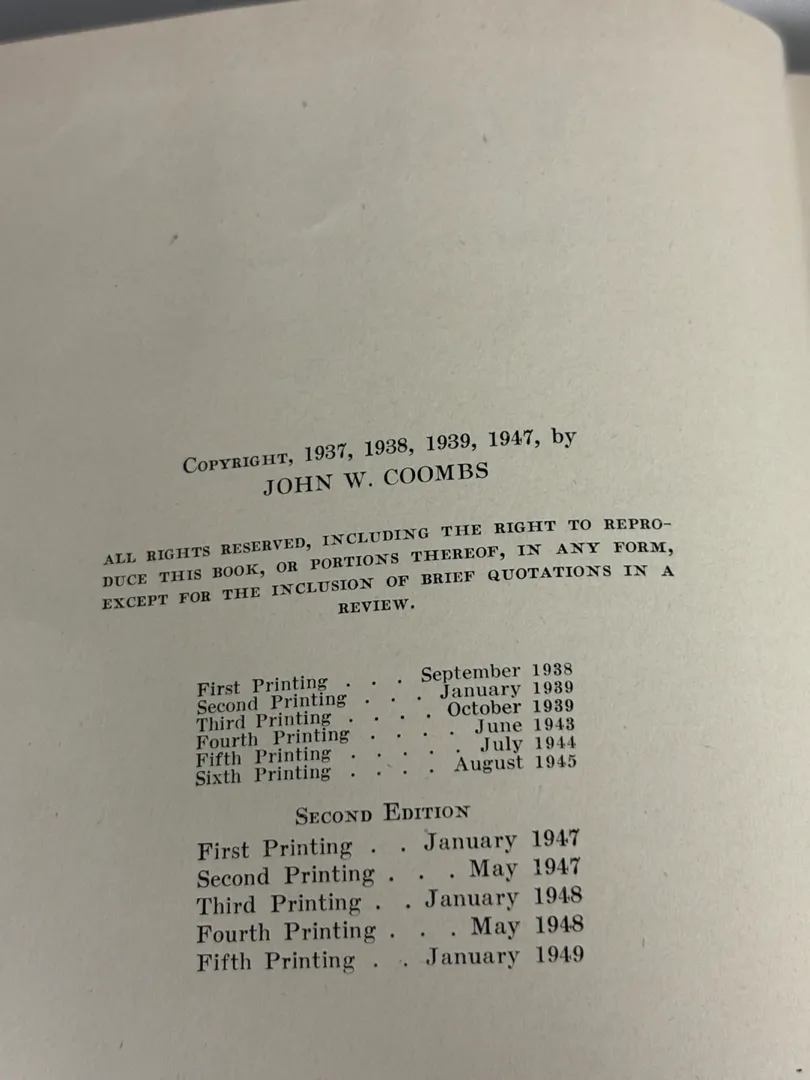 COPYRIGHT, 1937, 1938, 1939, 1947, by
JOHN W. COOMBS
ALL RIGHTS RESERVED, INCLUDING THE RIGHT TO REPRO-
DUCE THIS BOOK, OR PORTIONS THEREOF, IN ANY FORM,
EXCEPT FOR THE INCLUSION OF BRIEF QUOTATIONS IN A
REVIEW.
First Printing . . . September 1938
Second Printing . . . January 1939
Third Printing . . . . October 1939
Fourth Printing . . . . June 1943
Fifth Printing . . . . . July 1944
Sixth Printing . . . . August 1945
SECOND EDITION
First Printing . . January 1947
Second Printing . . . May 1947
Third Printing . . January 1948
Fourth Printing . . . May 1948
Fifth Printing . . January 1949